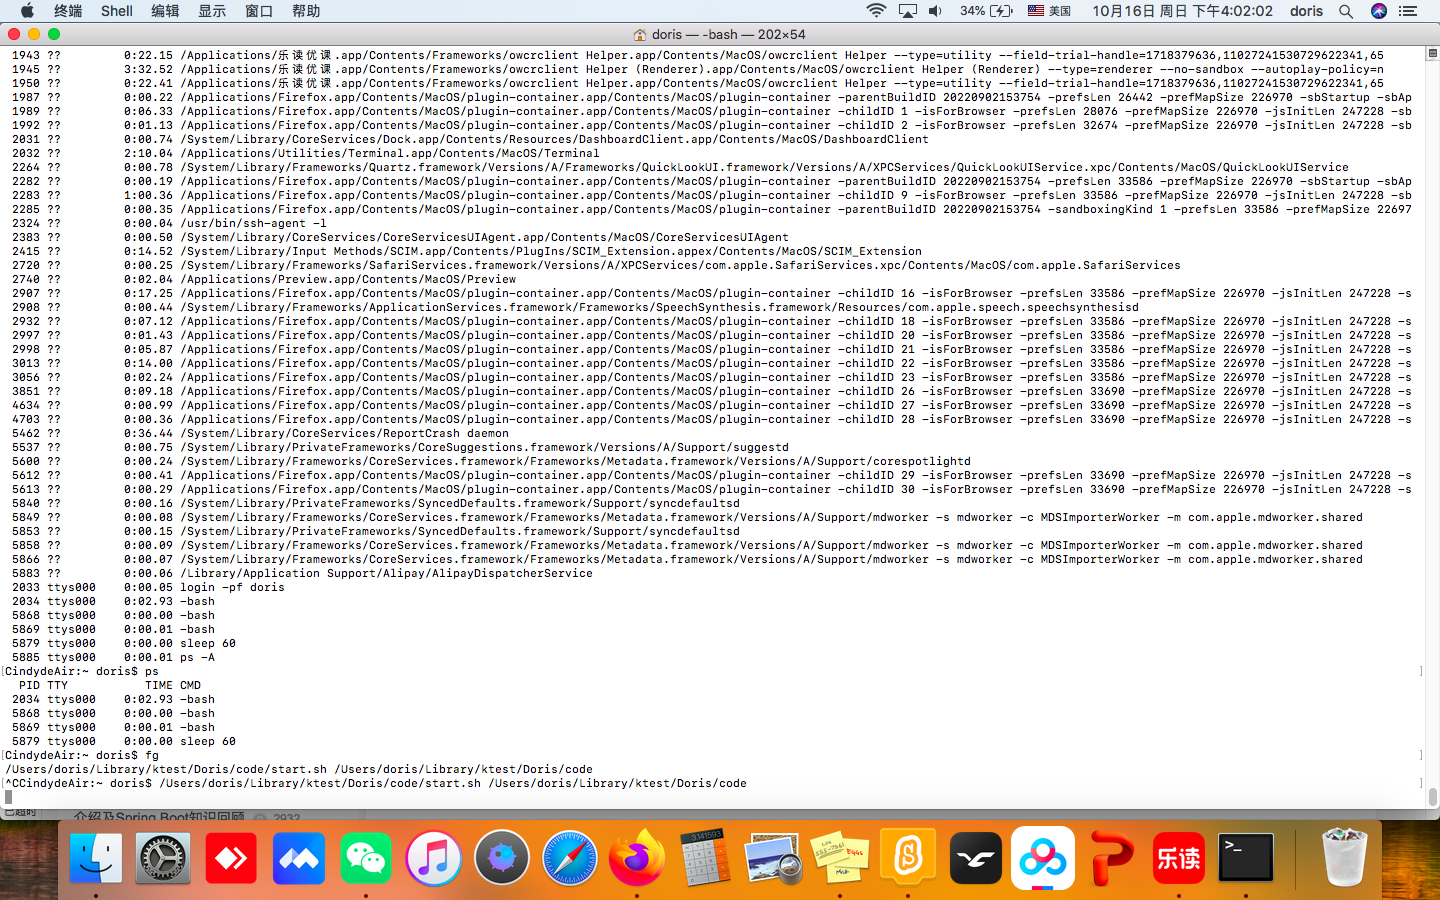 终端 Shell 编辑 显示 窗口 帮助 34% 美国 10月16日 周日 下午4:02:02 doris
doris — -bash — 202×54
1943 ?? 0:22.15 /Applications/乐读优课.app/Contents/Frameworks/owcrclient Helper.app/Contents/MacOS/owcrclient Helper --type=utility --field-trial-handle=1718379636,11027241530729622341,65
1945 ?? 3:32.52 /Applications/乐读优课.app/Contents/Frameworks/owcrclient Helper (Renderer).app/Contents/MacOS/owcrclient Helper (Renderer) --type=renderer --no-sandbox --autoplay-policy=n
1950 ?? 0:22.41 /Applications/乐读优课.app/Contents/Frameworks/owcrclient Helper.app/Contents/MacOS/owcrclient Helper --type=utility --field-trial-handle=1718379636,11027241530729622341,65
1987 ?? 0:00.22 /Applications/Firefox.app/Contents/MacOS/plugin-container.app/Contents/MacOS/plugin-container -parentBuildID 20220902153754 -prefsLen 26442 -prefMapSize 226970 -sbStartup -sbAp
1989 ?? 0:06.33 /Applications/Firefox.app/Contents/MacOS/plugin-container.app/Contents/MacOS/plugin-container -childID 1 -isForBrowser -prefsLen 28076 -prefMapSize 226970 -jsInitLen 247228 -sb
1992 ?? 0:01.13 /Applications/Firefox.app/Contents/MacOS/plugin-container.app/Contents/MacOS/plugin-container -childID 2 -isForBrowser -prefsLen 32674 -prefMapSize 226970 -jsInitLen 247228 -sb
2031 ?? 0:00.74 /System/Library/CoreServices/Dock.app/Contents/Resources/DashboardClient.app/Contents/MacOS/DashboardClient
2032 ?? 2:10.04 /Applications/Utilities/Terminal.app/Contents/MacOS/Terminal
2264 ?? 0:00.78 /System/Library/Frameworks/Quartz.framework/Versions/A/Frameworks/QuickLookUI.framework/Versions/A/XPCServices/QuickLookUIService.xpc/Contents/MacOS/QuickLookUIService
2282 ?? 0:00.19 /Applications/Firefox.app/Contents/MacOS/plugin-container.app/Contents/MacOS/plugin-container -parentBuildID 20220902153754 -prefsLen 33586 -prefMapSize 226970 -sbStartup -sbAp
2283 ?? 1:00.36 /Applications/Firefox.app/Contents/MacOS/plugin-container.app/Contents/MacOS/plugin-container -childID 9 -isForBrowser -prefsLen 33586 -prefMapSize 226970 -jsInitLen 247228 -sb
2285 ?? 0:00.35 /Applications/Firefox.app/Contents/MacOS/plugin-container.app/Contents/MacOS/plugin-container -parentBuildID 20220902153754 -sandboxingKind 1 -prefsLen 33586 -prefMapSize 22697
2324 ?? 0:00.04 /usr/bin/ssh-agent -l
2383 ?? 0:00.50 /System/Library/CoreServices/CoreServicesUIAgent.app/Contents/MacOS/CoreServicesUIAgent
2415 ?? 0:14.52 /System/Library/Input Methods/SCIM.app/Contents/PlugIns/SCIM_Extension.appex/Contents/MacOS/SCIM_Extension
2720 ?? 0:00.25 /System/Library/Frameworks/SafariServices.framework/Versions/A/XPCServices/com.apple.SafariServices.xpc/Contents/MacOS/com.apple.SafariServices
2740 ?? 0:02.04 /Applications/Preview.app/Contents/MacOS/Preview
2907 ?? 0:17.25 /Applications/Firefox.app/Contents/MacOS/plugin-container.app/Contents/MacOS/plugin-container -childID 16 -isForBrowser -prefsLen 33586 -prefMapSize 226970 -jsInitLen 247228 -s
2908 ?? 0:00.44 /System/Library/Frameworks/ApplicationServices.framework/Frameworks/SpeechSynthesis.framework/Resources/com.apple.speech.speechsynthesisd
2932 ?? 0:07.12 /Applications/Firefox.app/Contents/MacOS/plugin-container.app/Contents/MacOS/plugin-container -childID 18 -isForBrowser -prefsLen 33586 -prefMapSize 226970 -jsInitLen 247228 -s
2997 ?? 0:01.43 /Applications/Firefox.app/Contents/MacOS/plugin-container.app/Contents/MacOS/plugin-container -childID 20 -isForBrowser -prefsLen 33586 -prefMapSize 226970 -jsInitLen 247228 -s
2998 ?? 0:05.87 /Applications/Firefox.app/Contents/MacOS/plugin-container.app/Contents/MacOS/plugin-container -childID 21 -isForBrowser -prefsLen 33586 -prefMapSize 226970 -jsInitLen 247228 -s
3013 ?? 0:14.00 /Applications/Firefox.app/Contents/MacOS/plugin-container.app/Contents/MacOS/plugin-container -childID 22 -isForBrowser -prefsLen 33586 -prefMapSize 226970 -jsInitLen 247228 -s
3056 ?? 0:02.24 /Applications/Firefox.app/Contents/MacOS/plugin-container.app/Contents/MacOS/plugin-container -childID 23 -isForBrowser -prefsLen 33586 -prefMapSize 226970 -jsInitLen 247228 -s
3851 ?? 0:09.18 /Applications/Firefox.app/Contents/MacOS/plugin-container.app/Contents/MacOS/plugin-container -childID 26 -isForBrowser -prefsLen 33690 -prefMapSize 226970 -jsInitLen 247228 -s
4634 ?? 0:00.99 /Applications/Firefox.app/Contents/MacOS/plugin-container.app/Contents/MacOS/plugin-container -childID 27 -isForBrowser -prefsLen 33690 -prefMapSize 226970 -jsInitLen 247228 -s
4703 ?? 0:00.36 /Applications/Firefox.app/Contents/MacOS/plugin-container.app/Contents/MacOS/plugin-container -childID 28 -isForBrowser -prefsLen 33690 -prefMapSize 226970 -jsInitLen 247228 -s
5462 ?? 0:36.44 /System/Library/CoreServices/ReportCrash daemon
5537 ?? 0:00.75 /System/Library/PrivateFrameworks/CoreSuggestions.framework/Versions/A/Support/suggestd
5600 ?? 0:00.24 /System/Library/Frameworks/CoreServices.framework/Frameworks/Metadata.framework/Versions/A/Support/corespotlightd
5612 ?? 0:00.41 /Applications/Firefox.app/Contents/MacOS/plugin-container.app/Contents/MacOS/plugin-container -childID 29 -isForBrowser -prefsLen 33690 -prefMapSize 226970 -jsInitLen 247228 -s
5613 ?? 0:00.29 /Applications/Firefox.app/Contents/MacOS/plugin-container.app/Contents/MacOS/plugin-container -childID 30 -isForBrowser -prefsLen 33690 -prefMapSize 226970 -jsInitLen 247228 -s
5840 ?? 0:00.16 /System/Library/PrivateFrameworks/SyncedDefaults.framework/Support/syncdefaultsd
5849 ?? 0:00.08 /System/Library/Frameworks/CoreServices.framework/Frameworks/Metadata.framework/Versions/A/Support/mdworker -s mdworker -c MDSImporterWorker -m com.apple.mdworker.shared
5853 ?? 0:00.15 /System/Library/PrivateFrameworks/SyncedDefaults.framework/Support/syncdefaultsd
5858 ?? 0:00.09 /System/Library/Frameworks/CoreServices.framework/Frameworks/Metadata.framework/Versions/A/Support/mdworker -s mdworker -c MDSImporterWorker -m com.apple.mdworker.shared
5866 ?? 0:00.07 /System/Library/Frameworks/CoreServices.framework/Frameworks/Metadata.framework/Versions/A/Support/mdworker -s mdworker -c MDSImporterWorker -m com.apple.mdworker.shared
5883 ?? 0:00.06 /Library/Application Support/Alipay/AlipayDispatcherService
2033 ttys000 0:00.05 login -pf doris
2034 ttys000 0:02.93 -bash
5868 ttys000 0:00.00 -bash
5869 ttys000 0:00.01 -bash
5879 ttys000 0:00.00 sleep 60
5885 ttys000 0:00.01 ps -A
[CindydeAir:~ doris$ ps ]
PID TTY TIME CMD
2034 ttys000 0:02.93 -bash
5868 ttys000 0:00.00 -bash
5869 ttys000 0:00.01 -bash
5879 ttys000 0:00.00 sleep 60
[CindydeAir:~ doris$ fg ]
/Users/doris/Library/ktest/Doris/code/start.sh /Users/doris/Library/ktest/Doris/code
[^CCindydeAir:~ doris$ /Users/doris/Library/ktest/Doris/code/start.sh /Users/doris/Library/ktest/Doris/code ]
已超时 介绍及Spring Boot知识回顾 2932
3.141593
555-7361
EGGS
MILK
乐读
>_